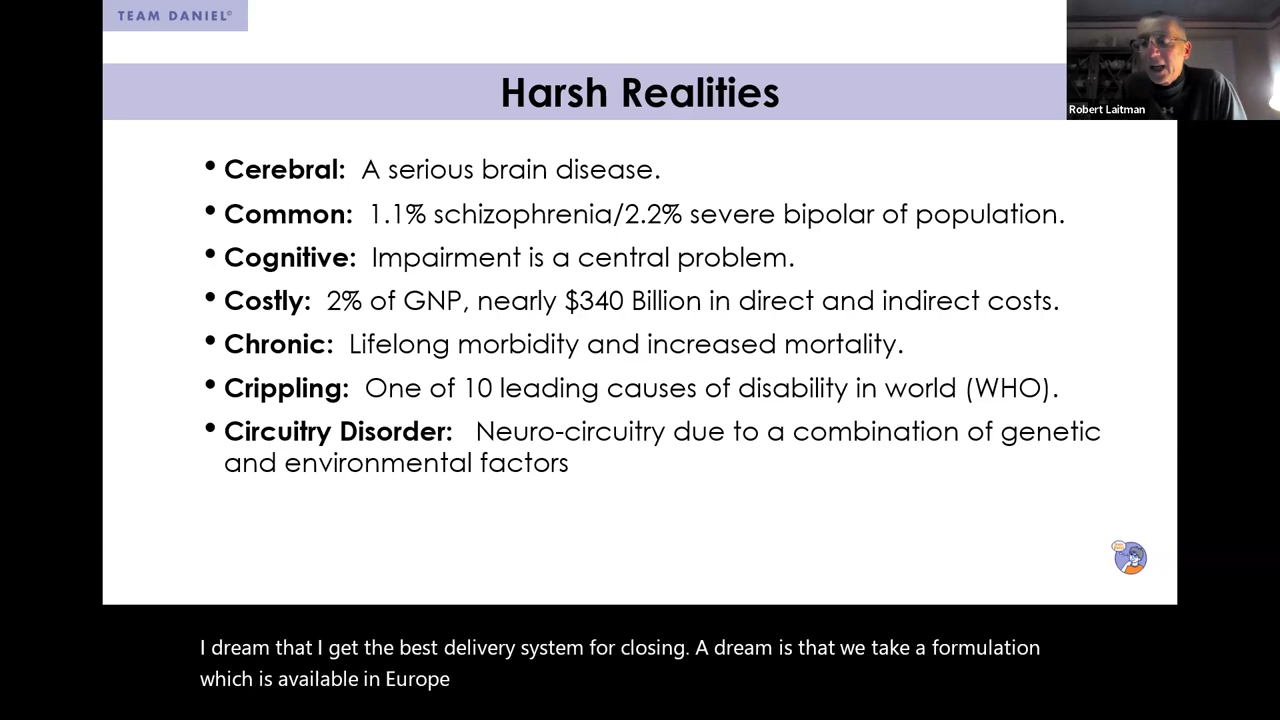 TEAM DANIEL©
Harsh Realities
Robert Laitman
• Cerebral: A serious brain disease.
• Common: 1.1% schizophrenia/2.2% severe bipolar of population.
• Cognitive: Impairment is a central problem.
• Costly: 2% of GNP, nearly $340 Billion in direct and indirect costs.
• Chronic: Lifelong morbidity and increased mortality.
• Crippling: One of 10 leading causes of disability in world (WHO).
• Circuitry Disorder: Neuro-circuitry due to a combination of genetic
and environmental factors
I dream that I get the best delivery system for closing. A dream is that we take a formulation
which is available in Europe